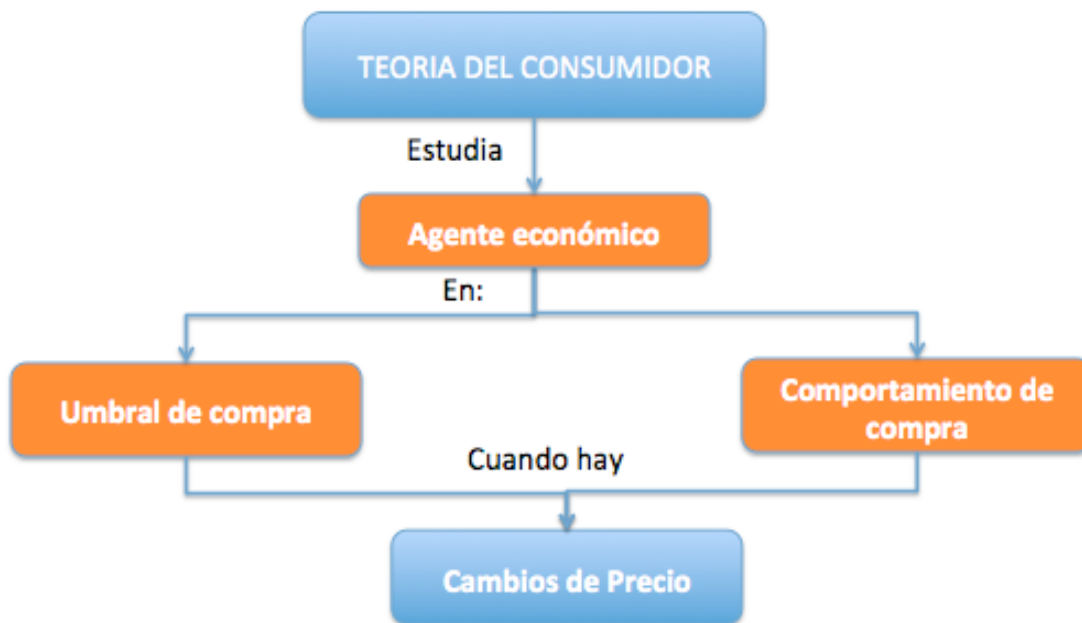 TEORIA DEL CONSUMIDOR
Estudia
Agente económico
En:
Umbral de compra
Comportamiento de
compra
Cuando hay
Cambios de Precio